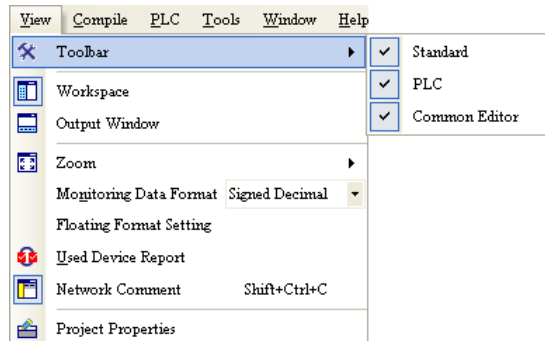 View Compile PLC Tools Window Help
Toolbar
Standard
PLC
Common Editor
Workspace
Output Window
Zoom
Monitoring Data Format Signed Decimal
Floating Format Setting
Used Device Report
Network Comment Shift+Ctrl+C
Project Properties